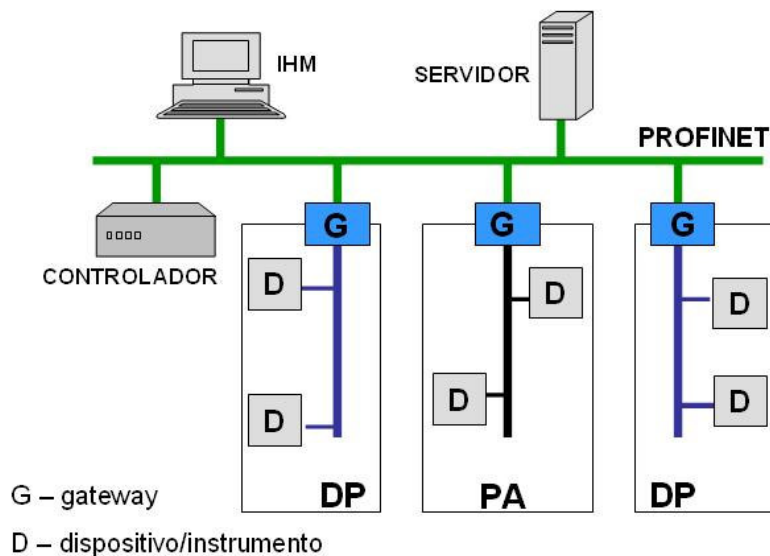 IHM
SERVIDOR
PROFINET
CONTROLADOR
G
G
G
D
D
D
D
D
D
DP
PA
DP
G – gateway
D – dispositivo/instrumento